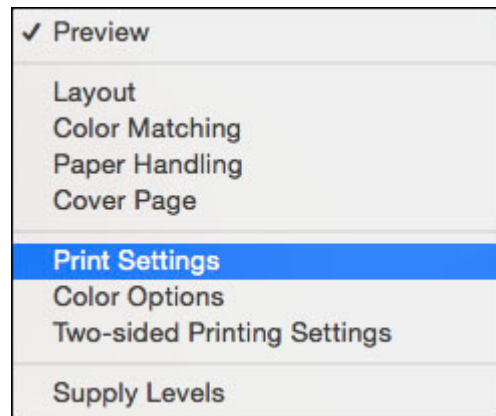 ✓ Preview
Layout
Color Matching
Paper Handling
Cover Page
Print Settings
Color Options
Two-sided Printing Settings
Supply Levels